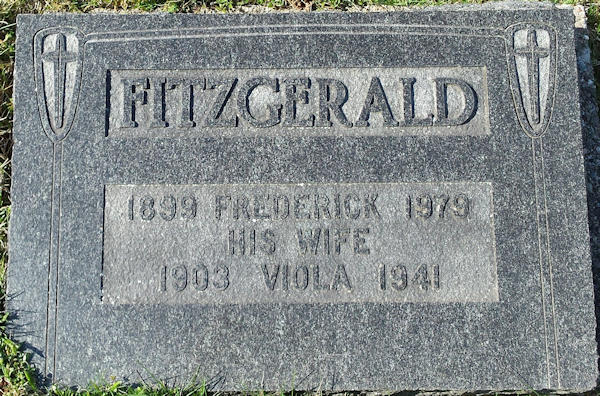 FITZGERALD
1899 FREDERICK 1979
HIS WIFE
1903 VIOLA 1941